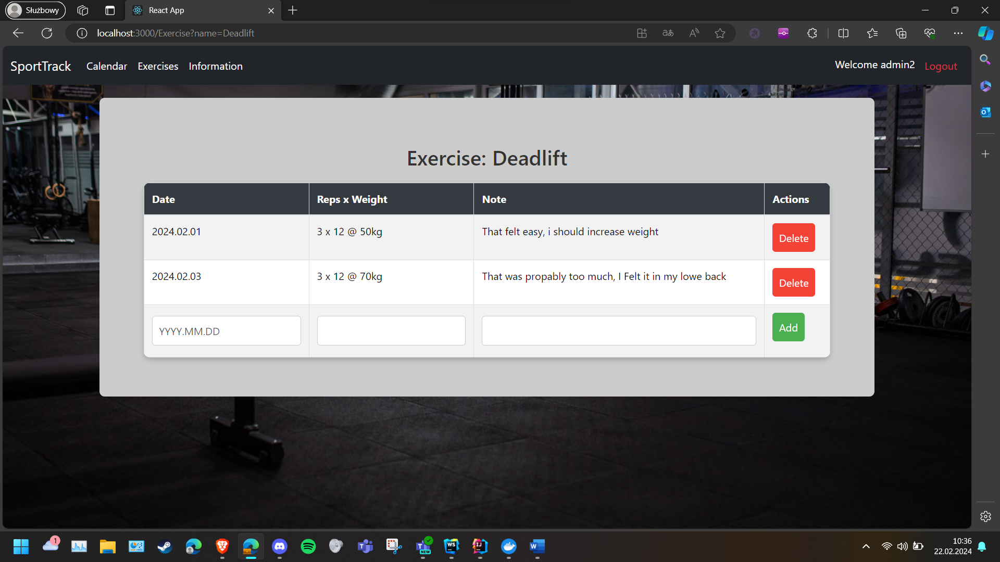 Służbowy
React App
localhost:3000/Exercise?name=Deadlift
SportTrack Calendar Exercises Information
Welcome admin2 Logout
Exercise: Deadlift
Date Reps x Weight Note Actions
2024.02.01 3 x 12 @ 50kg That felt easy, i should increase weight Delete
2024.02.03 3 x 12 @ 70kg That was propably too much, I Felt it in my lowe back Delete
YYYY.MM.DD Add
1
NEW
WS
IJ
10:36
22.02.2024